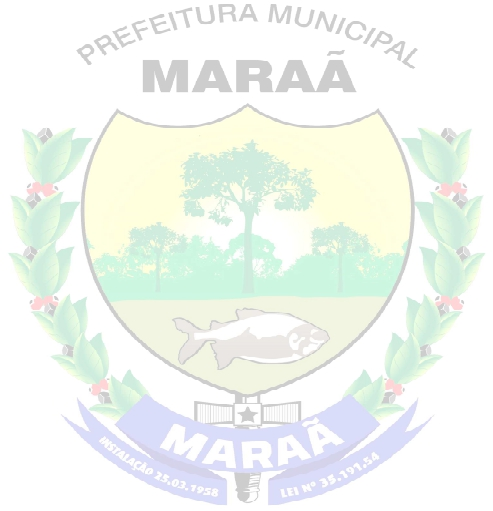 PREFEITURA MUNICIPAL
MARAÃ
MARAÃ
INSTALAÇÃO 25.03.1958
LEI Nº 35.191.54